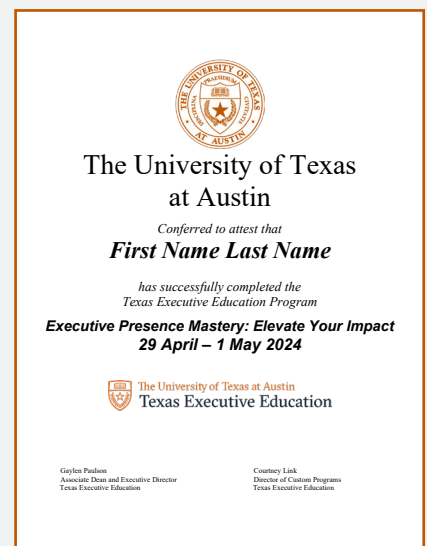 THE UNIVERSITY OF TEXAS
PRAESIDIUM
DISCIPLINA
CIVITATIS
AT AUSTIN
The University of Texas
at Austin
Conferred to attest that
First Name Last Name
has successfully completed the
Texas Executive Education Program
Executive Presence Mastery: Elevate Your Impact
29 April – 1 May 2024
The University of Texas at Austin
Texas Executive Education
Gaylen Paulson
Associate Dean and Executive Director
Texas Executive Education
Courtney Link
Director of Custom Programs
Texas Executive Education